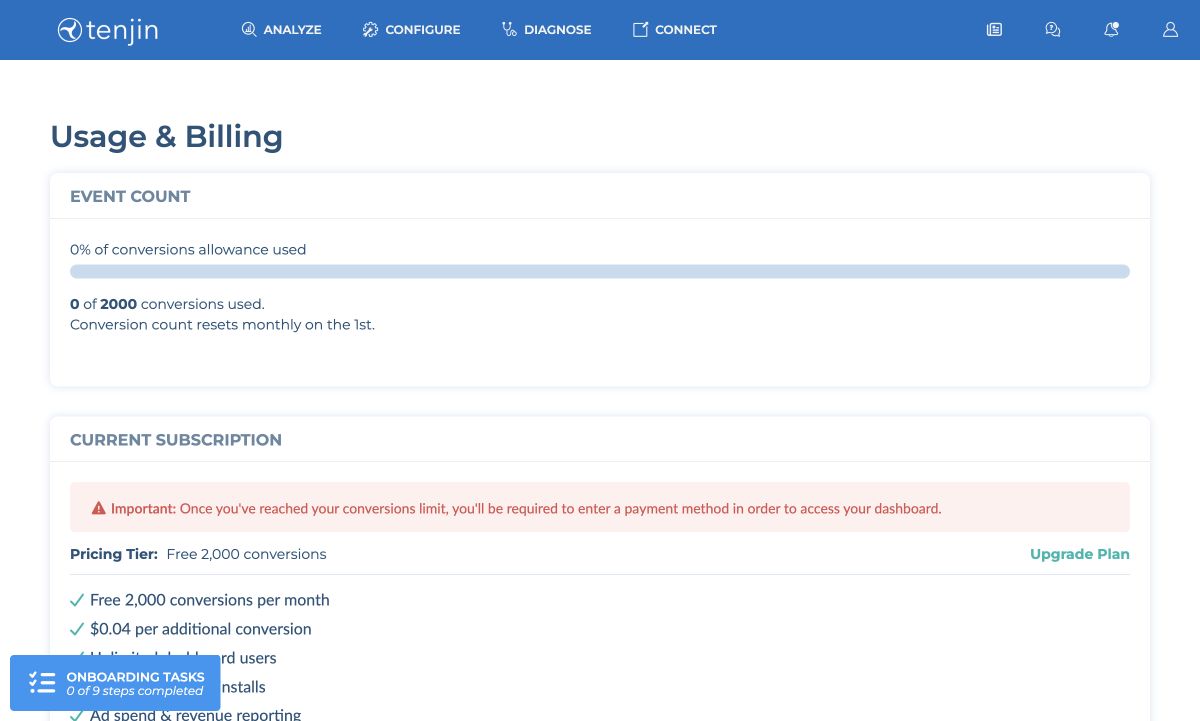 tenjin
ANALYZE
CONFIGURE
DIAGNOSE
CONNECT
Usage & Billing
EVENT COUNT
0% of conversions allowance used
0 of 2000 conversions used.
Conversion count resets monthly on the 1st.
CURRENT SUBSCRIPTION
Important: Once you've reached your conversions limit, you'll be required to enter a payment method in order to access your dashboard.
Pricing Tier: Free 2,000 conversions
Upgrade Plan
Free 2,000 conversions per month
$0.04 per additional conversion
users
ONBOARDING TASKS
0 of 9 steps completed
Ad spend & revenue reporting